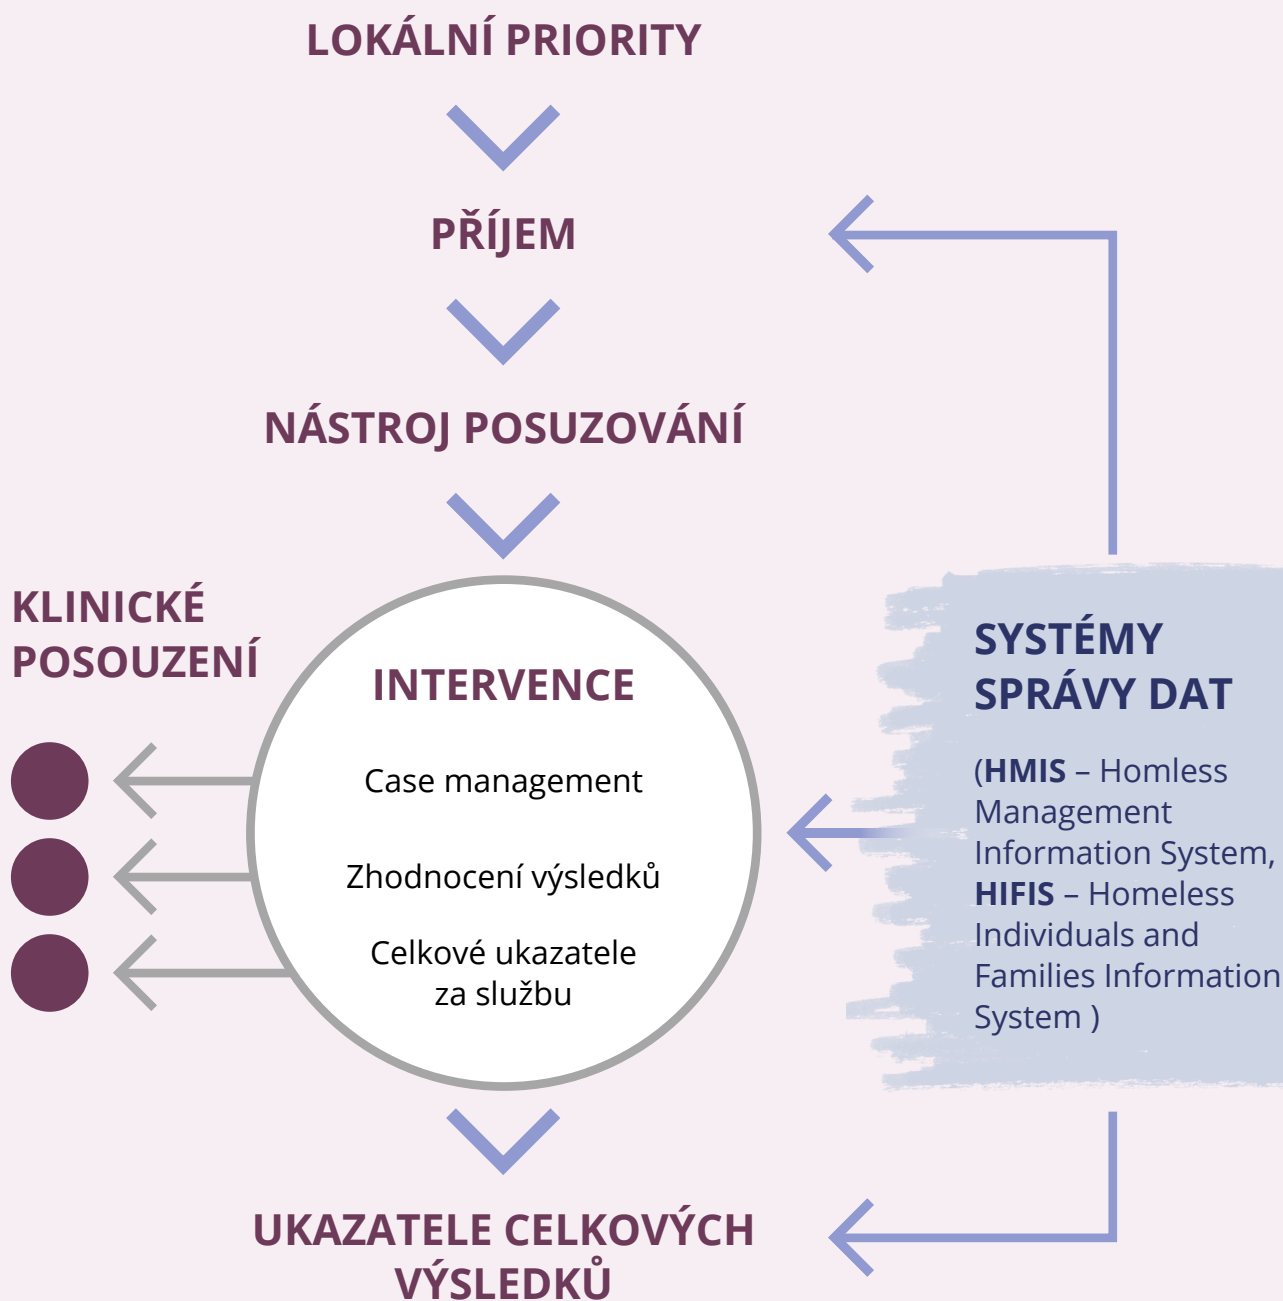 LOKÁLNÍ PRIORITY
PŘÍJEM
NÁSTROJ POSUZOVÁNÍ
KLINICKÉ
POSOUZENÍ
INTERVENCE
Case management
Zhodnocení výsledků
Celkové ukazatele
za službu
SYSTÉMY
SPRÁVY DAT
(HMIS – Homless
Management
Information System,
HIFIS – Homeless
Individuals and
Families Information
System )
UKAZATELE CELKOVÝCH
VÝSLEDKŮ